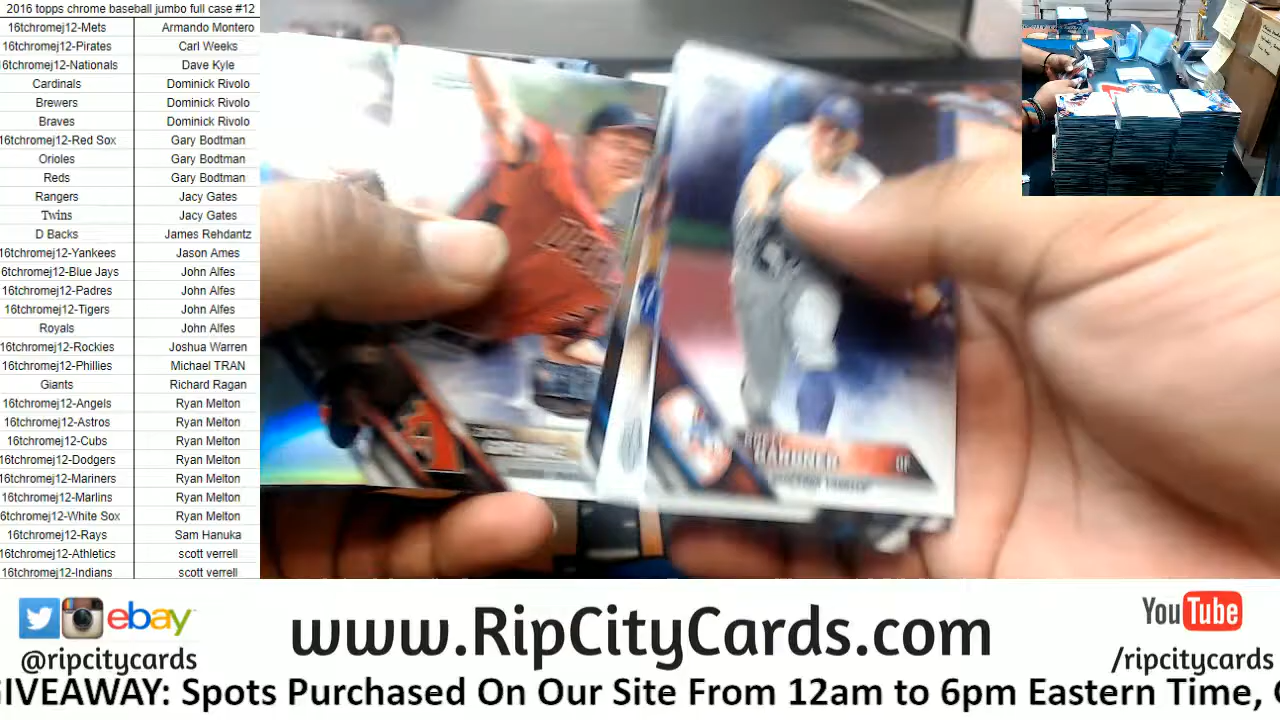 2016 topps chrome baseball jumbo full case #12
16tchromej12-Mets Armando Montero
16tchromej12-Pirates Carl Weeks
16tchromej12-Nationals Dave Kyle
Cardinals Dominick Rivolo
Brewers Dominick Rivolo
Braves Dominick Rivolo
16tchromej12-Red Sox Gary Bodtman
Orioles Gary Bodtman
Reds Gary Bodtman
Rangers Jacy Gates
Twins Jacy Gates
D Backs James Rehdantz
16tchromej12-Yankees Jason Ames
6tchromej12-Blue Jays John Alfes
16tchromej12-Padres John Alfes
16tchromej12-Tigers John Alfes
Royals John Alfes
16tchromej12-Rockies Joshua Warren
16tchromej12-Phillies Michael TRAN
Giants Richard Ragan
16tchromej12-Angels Ryan Melton
16tchromej12-Astros Ryan Melton
16tchromej12-Cubs Ryan Melton
16tchromej12-Dodgers Ryan Melton
16tchromej12-Mariners Ryan Melton
16tchromej12-Marlins Ryan Melton
16tchromej12-White Sox Ryan Melton
16tchromej12-Rays Sam Hanuka
16tchromej12-Athletics scott verrell
16tchromej12-Indians scott verrell
ebay
@ripcitycards
www.RipCityCards.com
YouTube
/ripcitycards
GIVEAWAY: Spots Purchased On Our Site From 12am to 6pm Eastern Time,